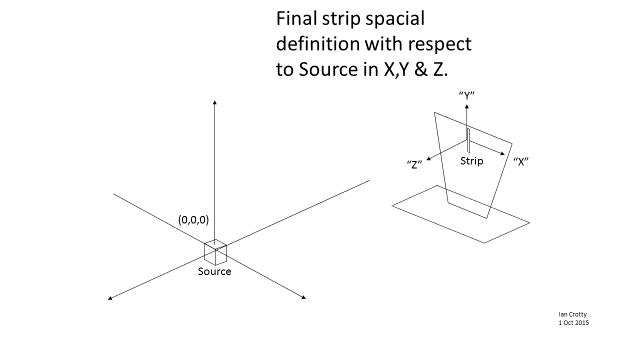 Final strip spacial
definition with respect
to Source in X,Y & Z.
“Y”
“Z”
Strip
“X”
(0,0,0)
Source
Ian Crotty
1 Oct 2015